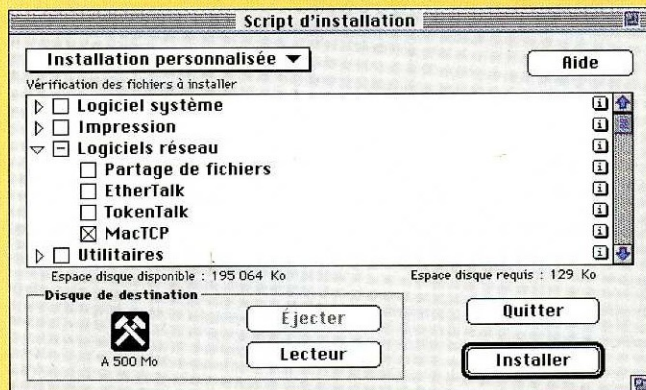 Script d'installation
Installation personnalisée
Aide
Vérification des fichiers à installer
Logiciel système
Impression
Logiciels réseau
Partage de fichiers
EtherTalk
TokenTalk
MacTCP
Utilitaires
Espace disque disponible : 195 064 Ko
Espace disque requis : 129 Ko
Disque de destination
A 500 Mo
Éjecter
Lecteur
Quitter
Installer